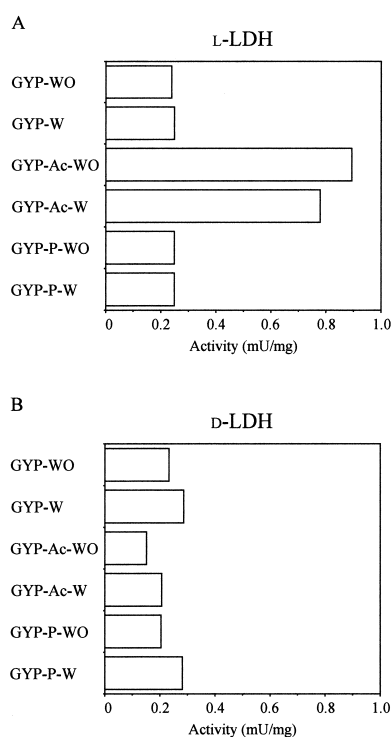 A
L-LDH
GYP-WO
GYP-W
GYP-Ac-WO
GYP-Ac-W
GYP-P-WO
GYP-P-W
0 0.2 0.4 0.6 0.8 1.0
Activity (mU/mg)
B
D-LDH
GYP-WO
GYP-W
GYP-Ac-WO
GYP-Ac-W
GYP-P-WO
GYP-P-W
0 0.2 0.4 0.6 0.8 1.0
Activity (mU/mg)